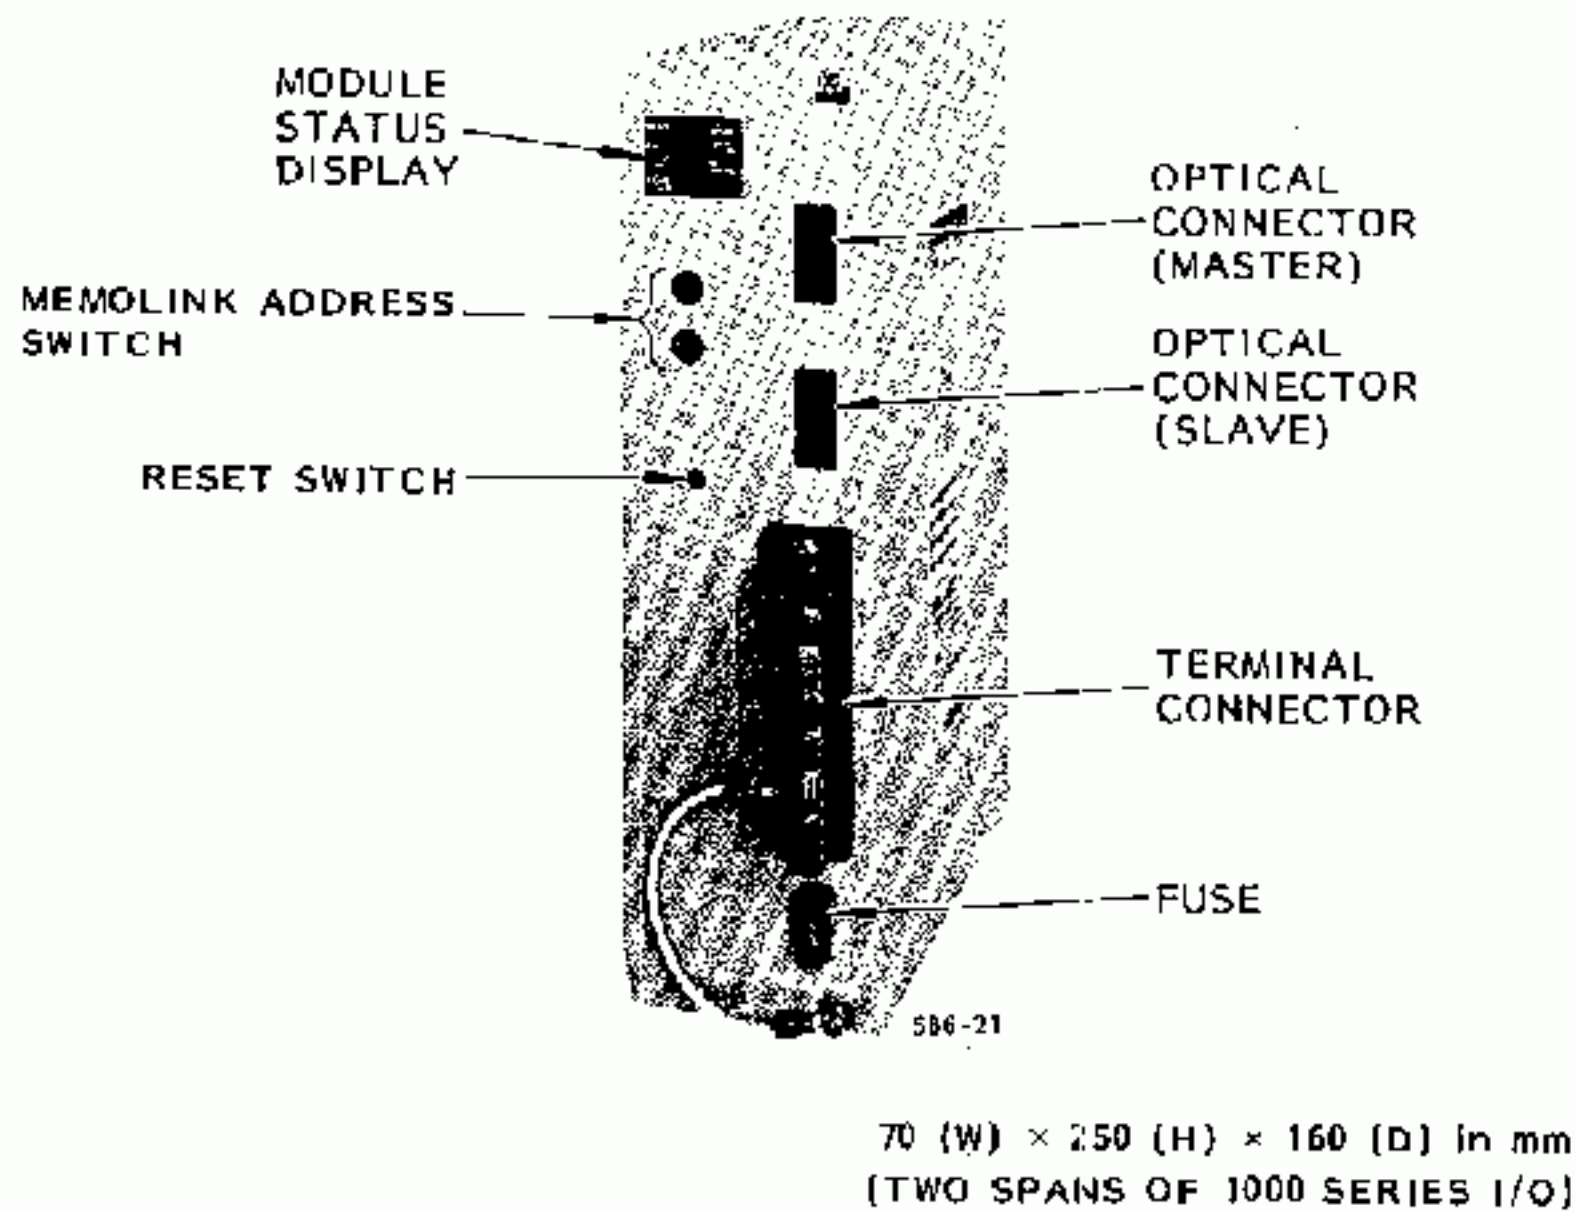 MODULE
STATUS
DISPLAY
OPTICAL
CONNECTOR
(MASTER)
MEMOLINK ADDRESS
SWITCH
OPTICAL
CONNECTOR
(SLAVE)
RESET SWITCH
TERMINAL
CONNECTOR
FUSE
586-21
70 (W) × 250 (H) × 160 (D) in mm
(TWO SPANS OF 1000 SERIES I/O)